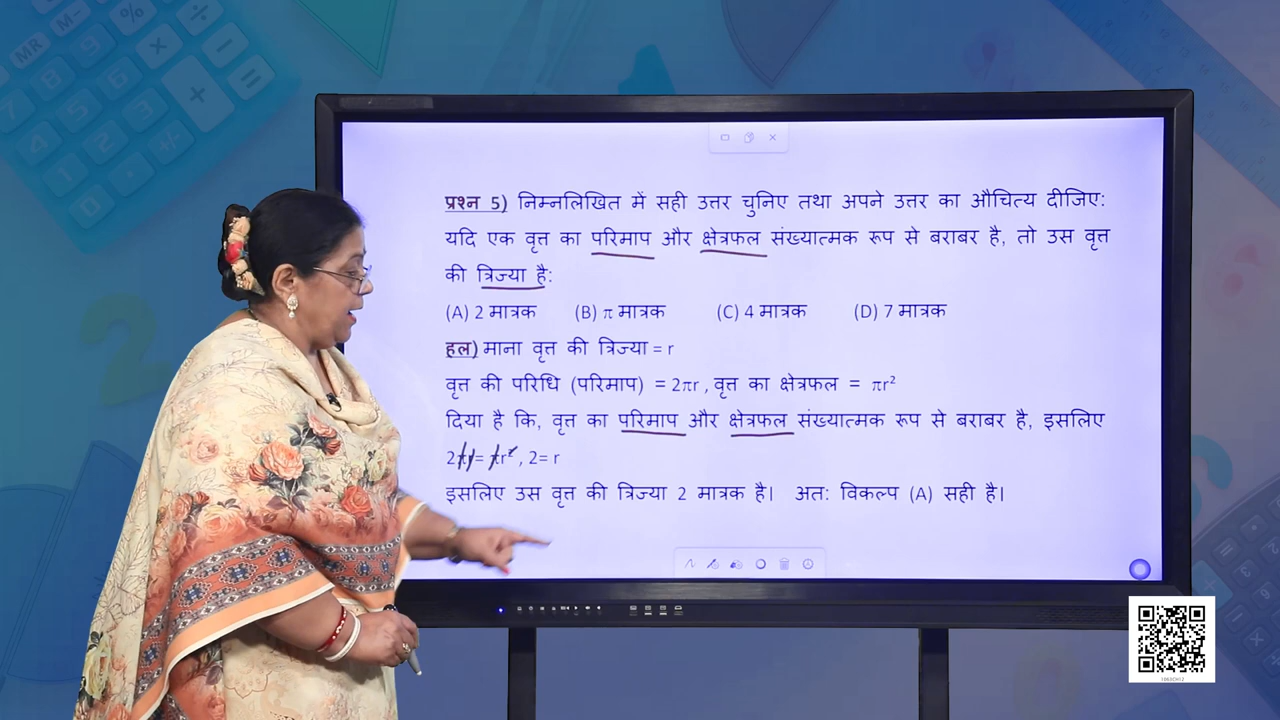 प्रश्न 5) निम्नलिखित में सही उत्तर चुनिए तथा अपने उत्तर का औचित्य दीजिए:
यदि एक वृत्त का परिमाप और क्षेत्रफल संख्यात्मक रूप से बराबर है, तो उस वृत्त
की त्रिज्या है:
(A) 2 मात्रक (B) π मात्रक (C) 4 मात्रक (D) 7 मात्रक
हल) माना वृत्त की त्रिज्या = r
वृत्त की परिधि (परिमाप) = 2πr , वृत्त का क्षेत्रफल = πr²
दिया है कि, वृत्त का परिमाप और क्षेत्रफल संख्यात्मक रूप से बराबर है, इसलिए
2πr = πr² , 2= r
इसलिए उस वृत्त की त्रिज्या 2 मात्रक है। अत: विकल्प (A) सही है।
1063CH12